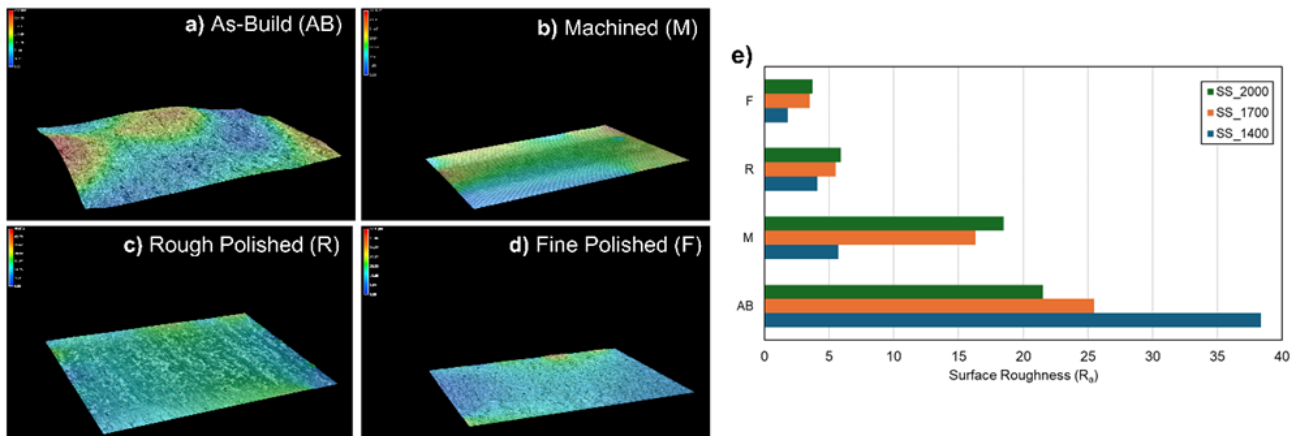 a) As-Build (AB)
b) Machined (M)
c) Rough Polished (R)
d) Fine Polished (F)
e)
SS_2000
SS_1700
SS_1400
F
R
M
AB
0 5 10 15 20 25 30 35 40
Surface Roughness (Rₐ)